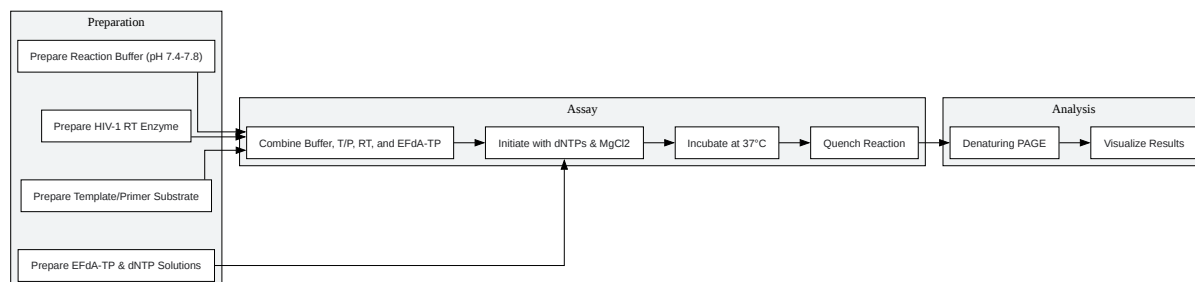 Preparation
Prepare Reaction Buffer (pH 7.4-7.8)
Prepare HIV-1 RT Enzyme
Prepare Template/Primer Substrate
Prepare EFdA-TP & dNTP Solutions
Assay
Combine Buffer, T/P, RT, and EFdA-TP
Initiate with dNTPs & MgCl2
Incubate at 37°C
Quench Reaction
Analysis
Denaturing PAGE
Visualize Results